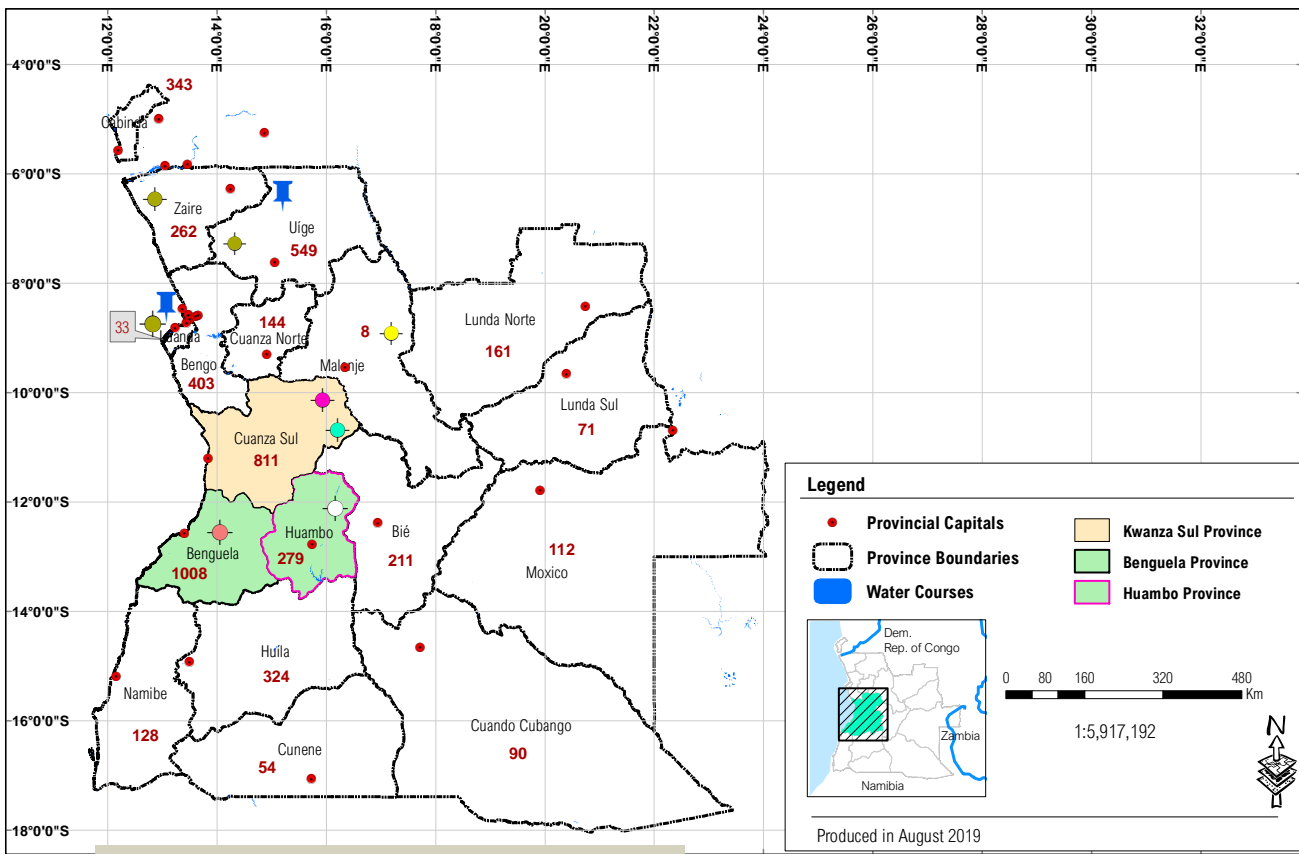 12°0'0"E
14°0'0"E
16°0'0"E
18°0'0"E
20°0'0"E
22°0'0"E
24°0'0"E
26°0'0"E
28°0'0"E
30°0'0"E
32°0'0"E
4°0'0"S
6°0'0"S
8°0'0"S
10°0'0"S
12°0'0"S
14°0'0"S
16°0'0"S
18°0'0"S
343
Cabinda
Zaire
262
Uíge
549
33
Bengo
403
144
Cuanza Norte
8
Malanje
Lunda Norte
161
Lunda Sul
71
Cuanza Sul
811
Benguela
1008
Huambo
279
Bié
211
112
Moxico
Huíla
324
Namibe
128
Cunene
54
Cuando Cubango
90
Legend
Provincial Capitals
Province Boundaries
Water Courses
Kwanza Sul Province
Benguela Province
Huambo Province
Dem.
Rep. of Congo
Zambia
Namibia
0 80 160 320 480
Km
1:5,917,192
N
Produced in August 2019